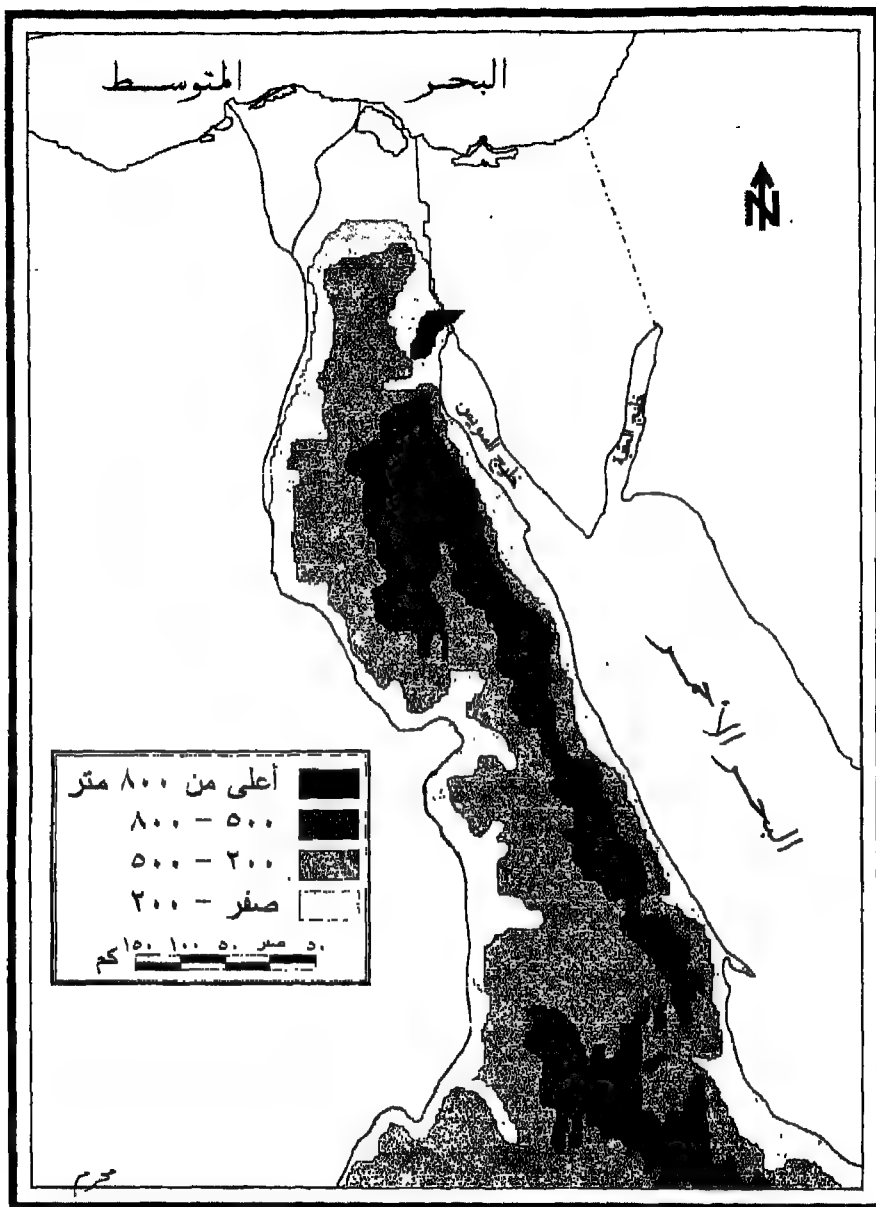 البحر المتوسط
N
خليج السويس
خليج العقبة
البحر الأحمر
أعلى من ٨٠٠ متر
٥٠٠ - ٨٠٠
٢٠٠ - ٥٠٠
صفر - ٢٠٠
١٥٠ ١٠٠ ٥٠ صفر ٥٠
كم
محرم